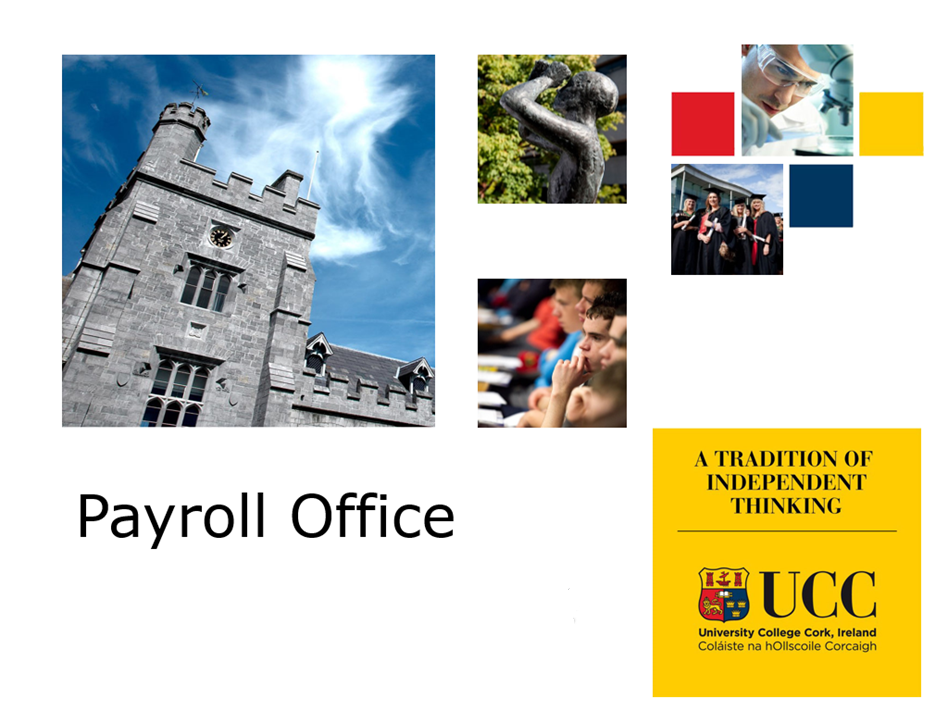 Payroll Office
A TRADITION OF
INDEPENDENT
THINKING
UCC
University College Cork, Ireland
Coláiste na hOllscoile Corcaigh